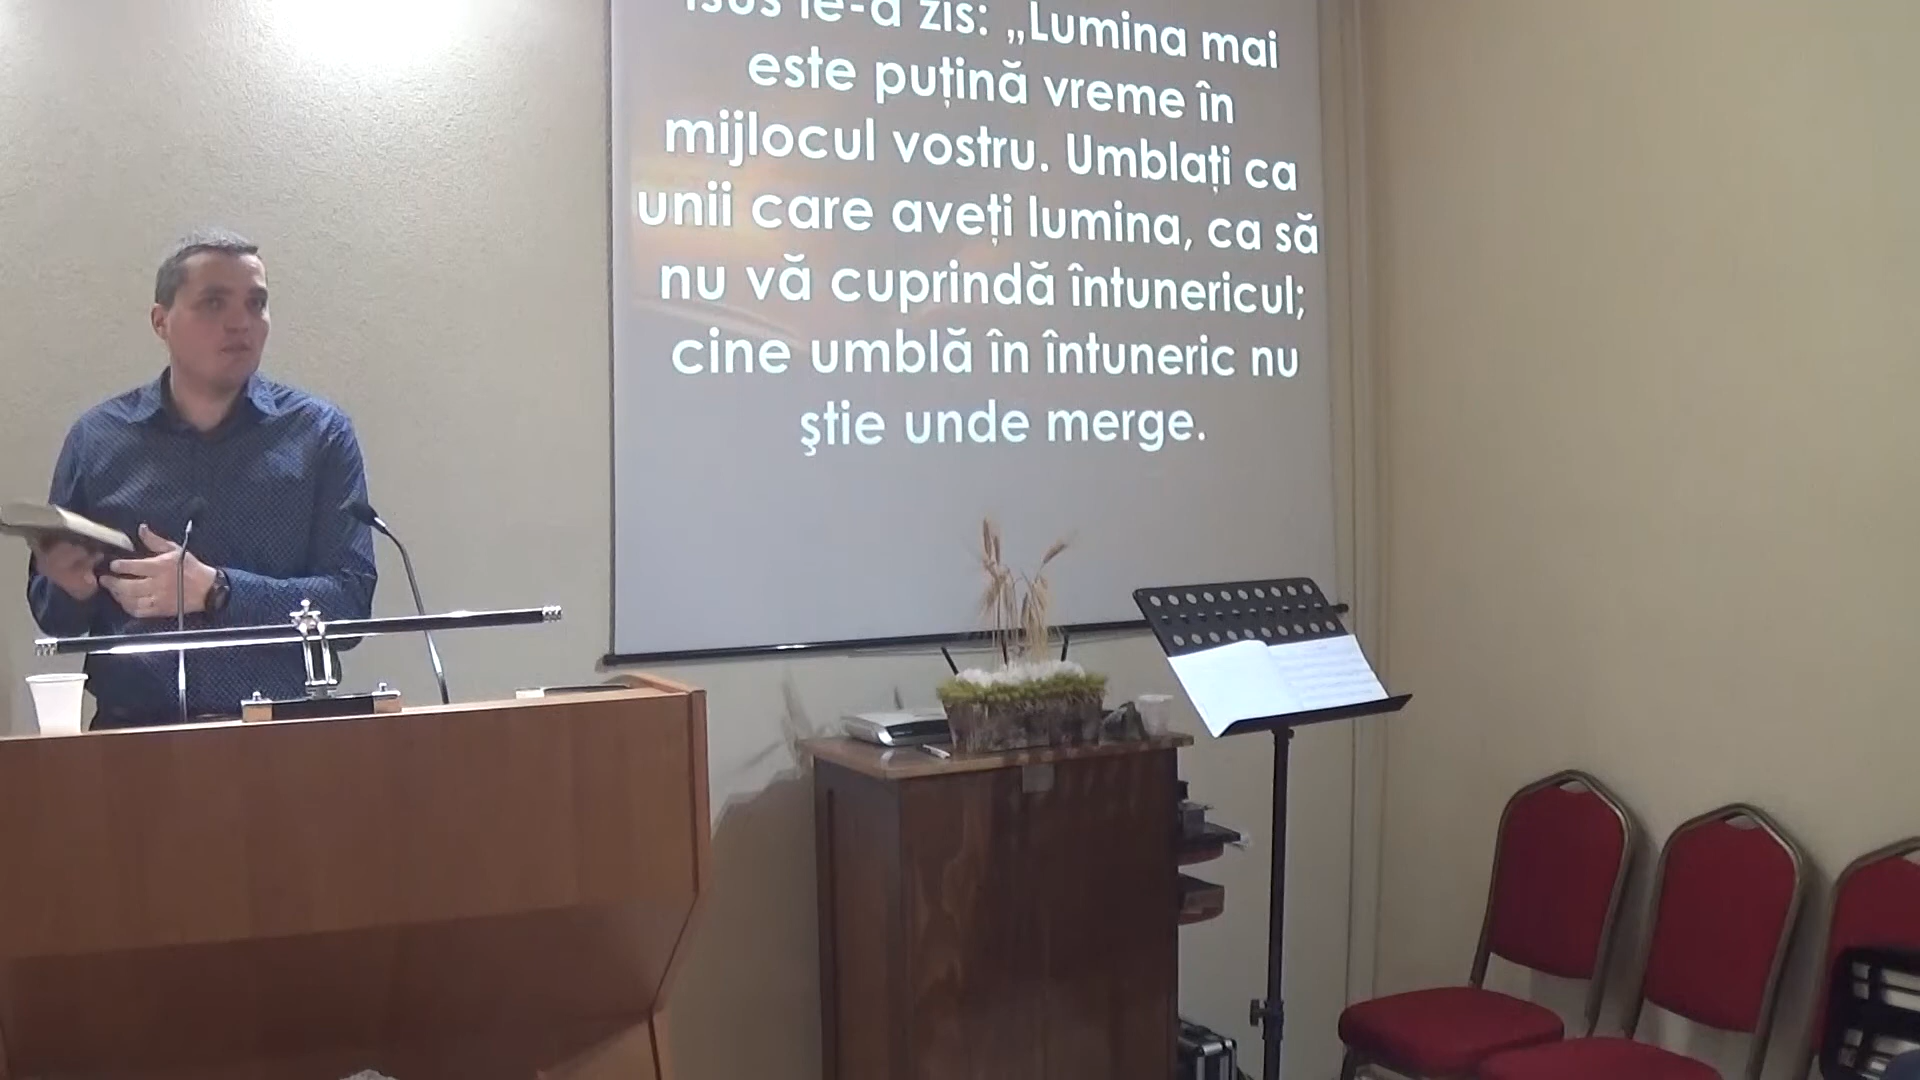 Isus le-a zis: „Lumina mai
este puțină vreme în
mijlocul vostru. Umblați ca
unii care aveți lumina, ca să
nu vă cuprindă întunericul;
cine umblă în întuneric nu
ştie unde merge.